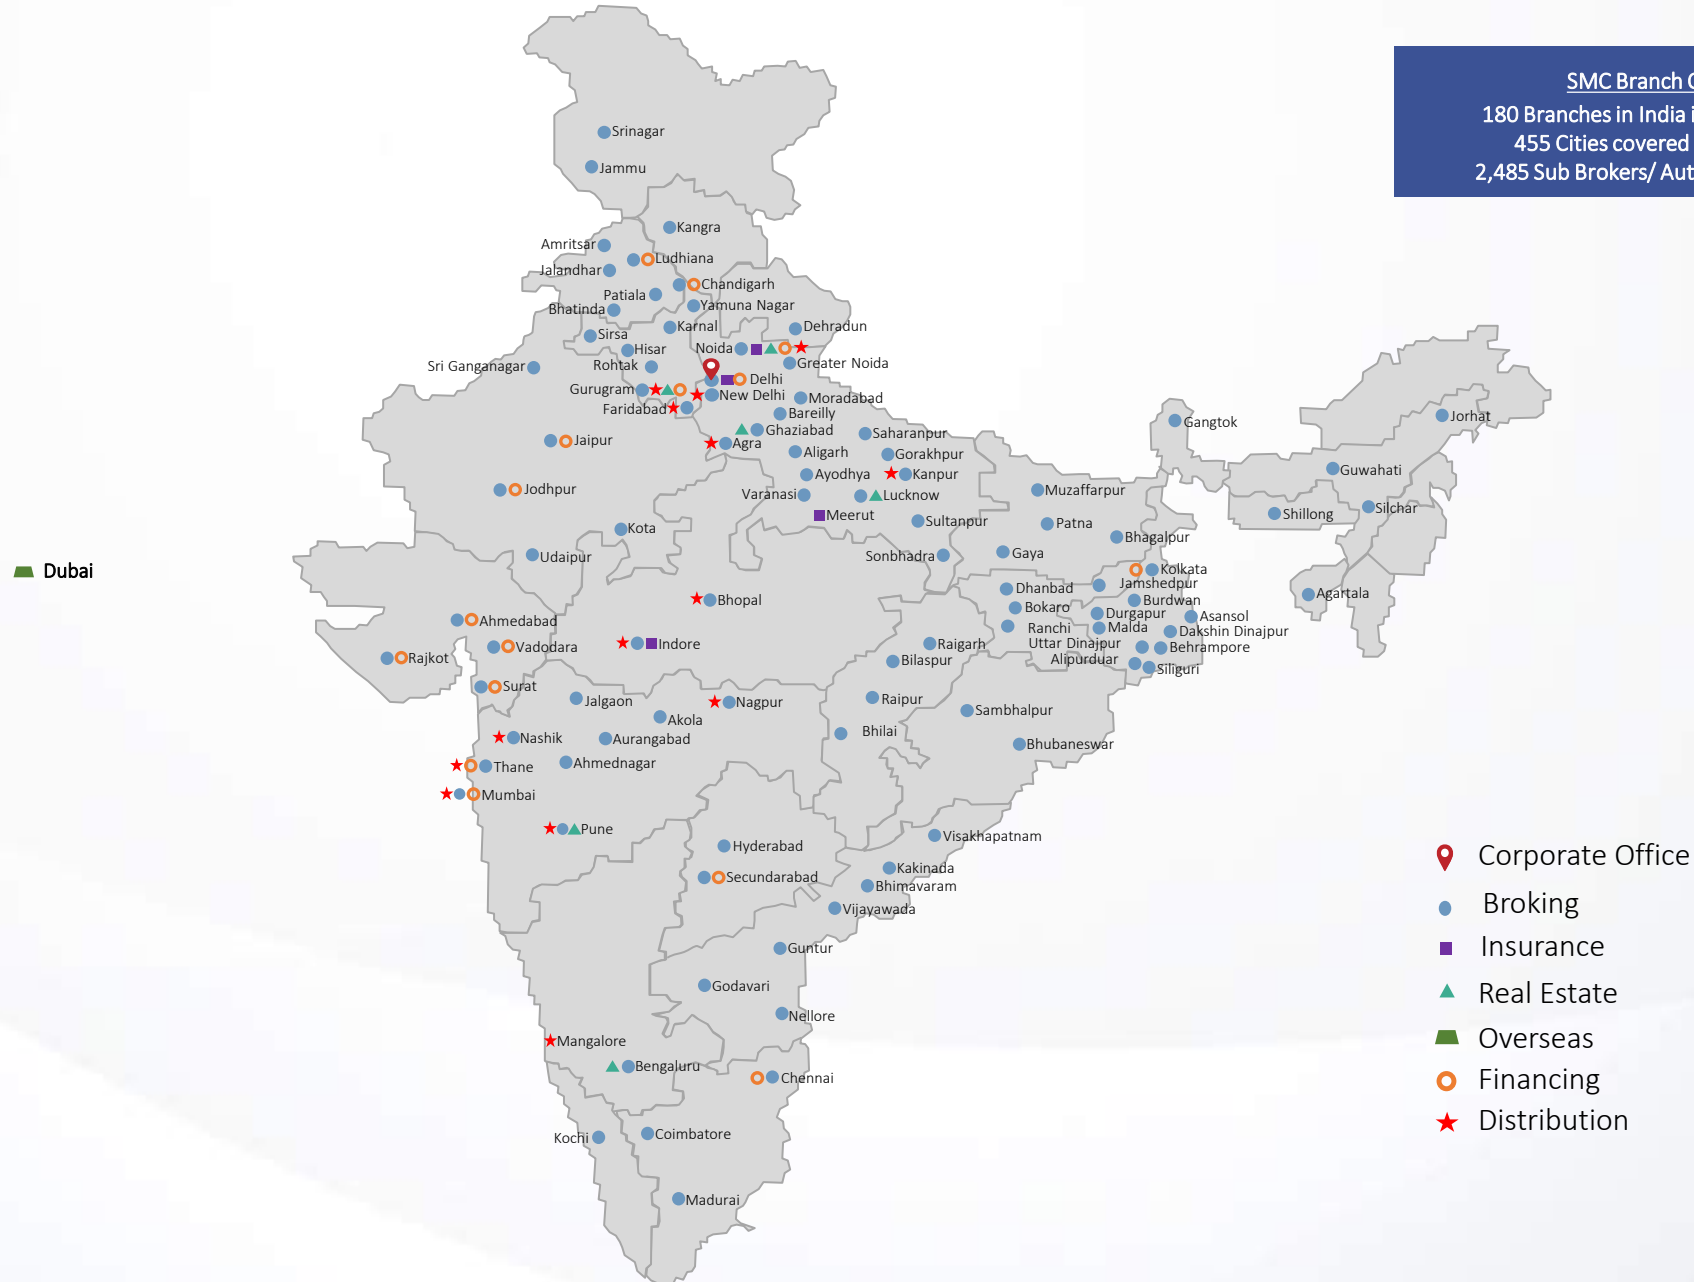 SMC Branch
180 Branches in India
455 Cities covered
2,485 Sub Brokers/
Srinagar
Jammu
Kangra
Amritsar
Ludhiana
Jalandhar
Chandigarh
Patiala
Yamuna Nagar
Bhatinda
Karnal
Dehradun
Sirsa
Hisar
Noida
Greater Noida
Sri Ganganagar
Rohtak
Delhi
Gurugram
New Delhi
Moradabad
Faridabad
Bareilly
Ghaziabad
Saharanpur
Gangtok
Jorhat
Jaipur
Agra
Aligarh
Gorakhpur
Guwahati
Ayodhya
Kanpur
Jodhpur
Varanasi
Lucknow
Muzaffarpur
Meerut
Sultanpur
Patna
Shillong
Silchar
Kota
Bhagalpur
Udaipur
Sonbhadra
Gaya
Dubai
Kolkata
Jamshedpur
Dhanbad
Agartala
Bhopal
Bokaro
Burdwan
Durgapur
Asansol
Ahmedabad
Ranchi
Malda
Dakshin Dinajpur
Vadodara
Indore
Raigarh
Uttar Dinajpur
Behrampore
Rajkot
Bilaspur
Alipurduar
Siliguri
Surat
Jalgaon
Nagpur
Raipur
Akola
Sambhalpur
Nashik
Aurangabad
Bhilai
Bhubaneswar
Thane
Ahmednagar
Mumbai
Pune
Visakhapatnam
Hyderabad
Kakinada
Secundarabad
Bhimavaram
Vijayawada
Guntur
Godavari
Nellore
Mangalore
Bengaluru
Chennai
Kochi
Coimbatore
Madurai
Corporate Office
Broking
Insurance
Real Estate
Overseas
Financing
Distribution